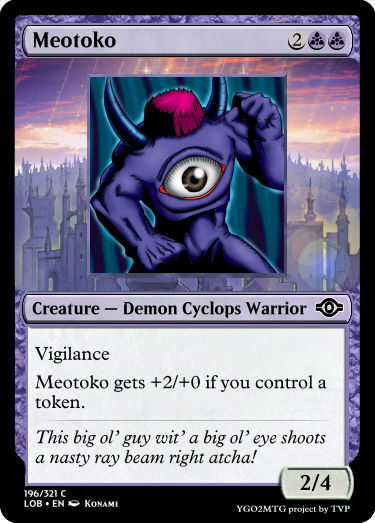 Meotoko 2
Creature — Demon Cyclops Warrior
Vigilance
Meotoko gets +2/+0 if you control a
token.
This big ol' guy wit' a big ol' eye shoots
a nasty ray beam right atcha!
2/4
196/321 C
LOB • EN Konami
YGO2MTG project by TVP